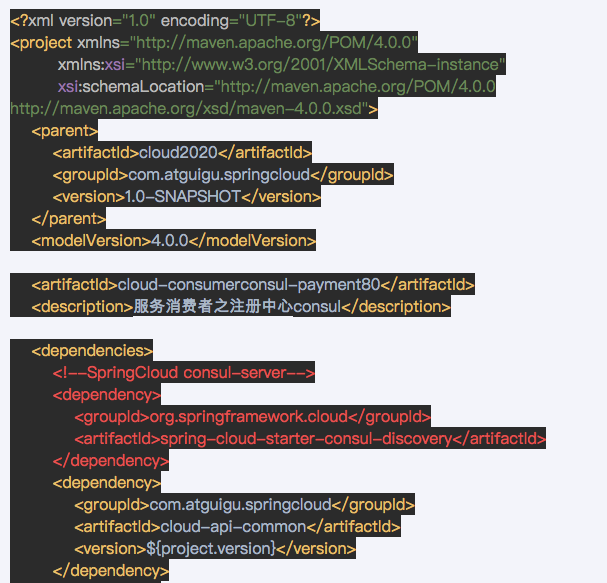 <?xml version="1.0" encoding="UTF-8"?>
<project xmlns="http://maven.apache.org/POM/4.0.0"
xmlns:xsi="http://www.w3.org/2001/XMLSchema-instance"
xsi:schemaLocation="http://maven.apache.org/POM/4.0.0
http://maven.apache.org/xsd/maven-4.0.0.xsd">
<parent>
<artifactId>cloud2020</artifactId>
<groupId>com.atguigu.springcloud</groupId>
<version>1.0-SNAPSHOT</version>
</parent>
<modelVersion>4.0.0</modelVersion>
<artifactId>cloud-consumerconsul-payment80</artifactId>
<description>服务消费者之注册中心consul</description>
<dependencies>
<!--SpringCloud consul-server-->
<dependency>
<groupId>org.springframework.cloud</groupId>
<artifactId>spring-cloud-starter-consul-discovery</artifactId>
</dependency>
<dependency>
<groupId>com.atguigu.springcloud</groupId>
<artifactId>cloud-api-common</artifactId>
<version>${project.version}</version>
</dependency>